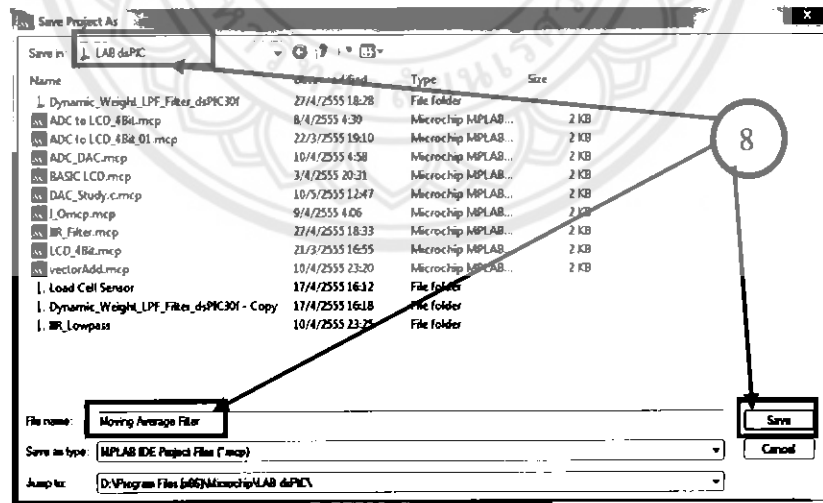 Save Project As
Save in: LAB dsPIC
Name Type Size
Dynamic_Weight_LPF_Filter_dsPIC30f 27/4/2555 18:28 File folder
ADC to LCD_4Bit.mcp 8/4/2555 4:39 Microchip MPLAB... 2 KB
ADC to LCD_4Bit_01.mcp 22/3/2555 19:10 Microchip MPLAB... 2 KB
ADC_DAC.mcp 10/4/2555 4:58 Microchip MPLAB... 2 KB
BASIC LCD.mcp 3/4/2555 20:31 Microchip MPLAB... 2 KB
DAC_Study.c.mcp 10/5/2555 12:47 Microchip MPLAB... 2 KB
I_Omcp.mcp 9/4/2555 4:06 Microchip MPLAB... 2 KB
IIR_Filter.mcp 27/4/2555 18:33 Microchip MPLAB... 2 KB
LCD_4Bit.mcp 21/3/2555 16:55 Microchip MPLAB... 2 KB
vectorAdd.mcp 10/4/2555 23:20 Microchip MPLAB... 2 KB
Load Cell Sensor 17/4/2555 16:12 File folder
Dynamic_Weight_LPF_Filter_dsPIC30f - Copy 17/4/2555 16:18 File folder
IIR_Lowpass 10/4/2555 23:25 File folder
8
File name: Moving Average Filter Save
Save as type: MPLAB IDE Project Files (*.mcp) Cancel
Jump to: D:\Program Files (x86)\Microchip\LAB dsPIC\